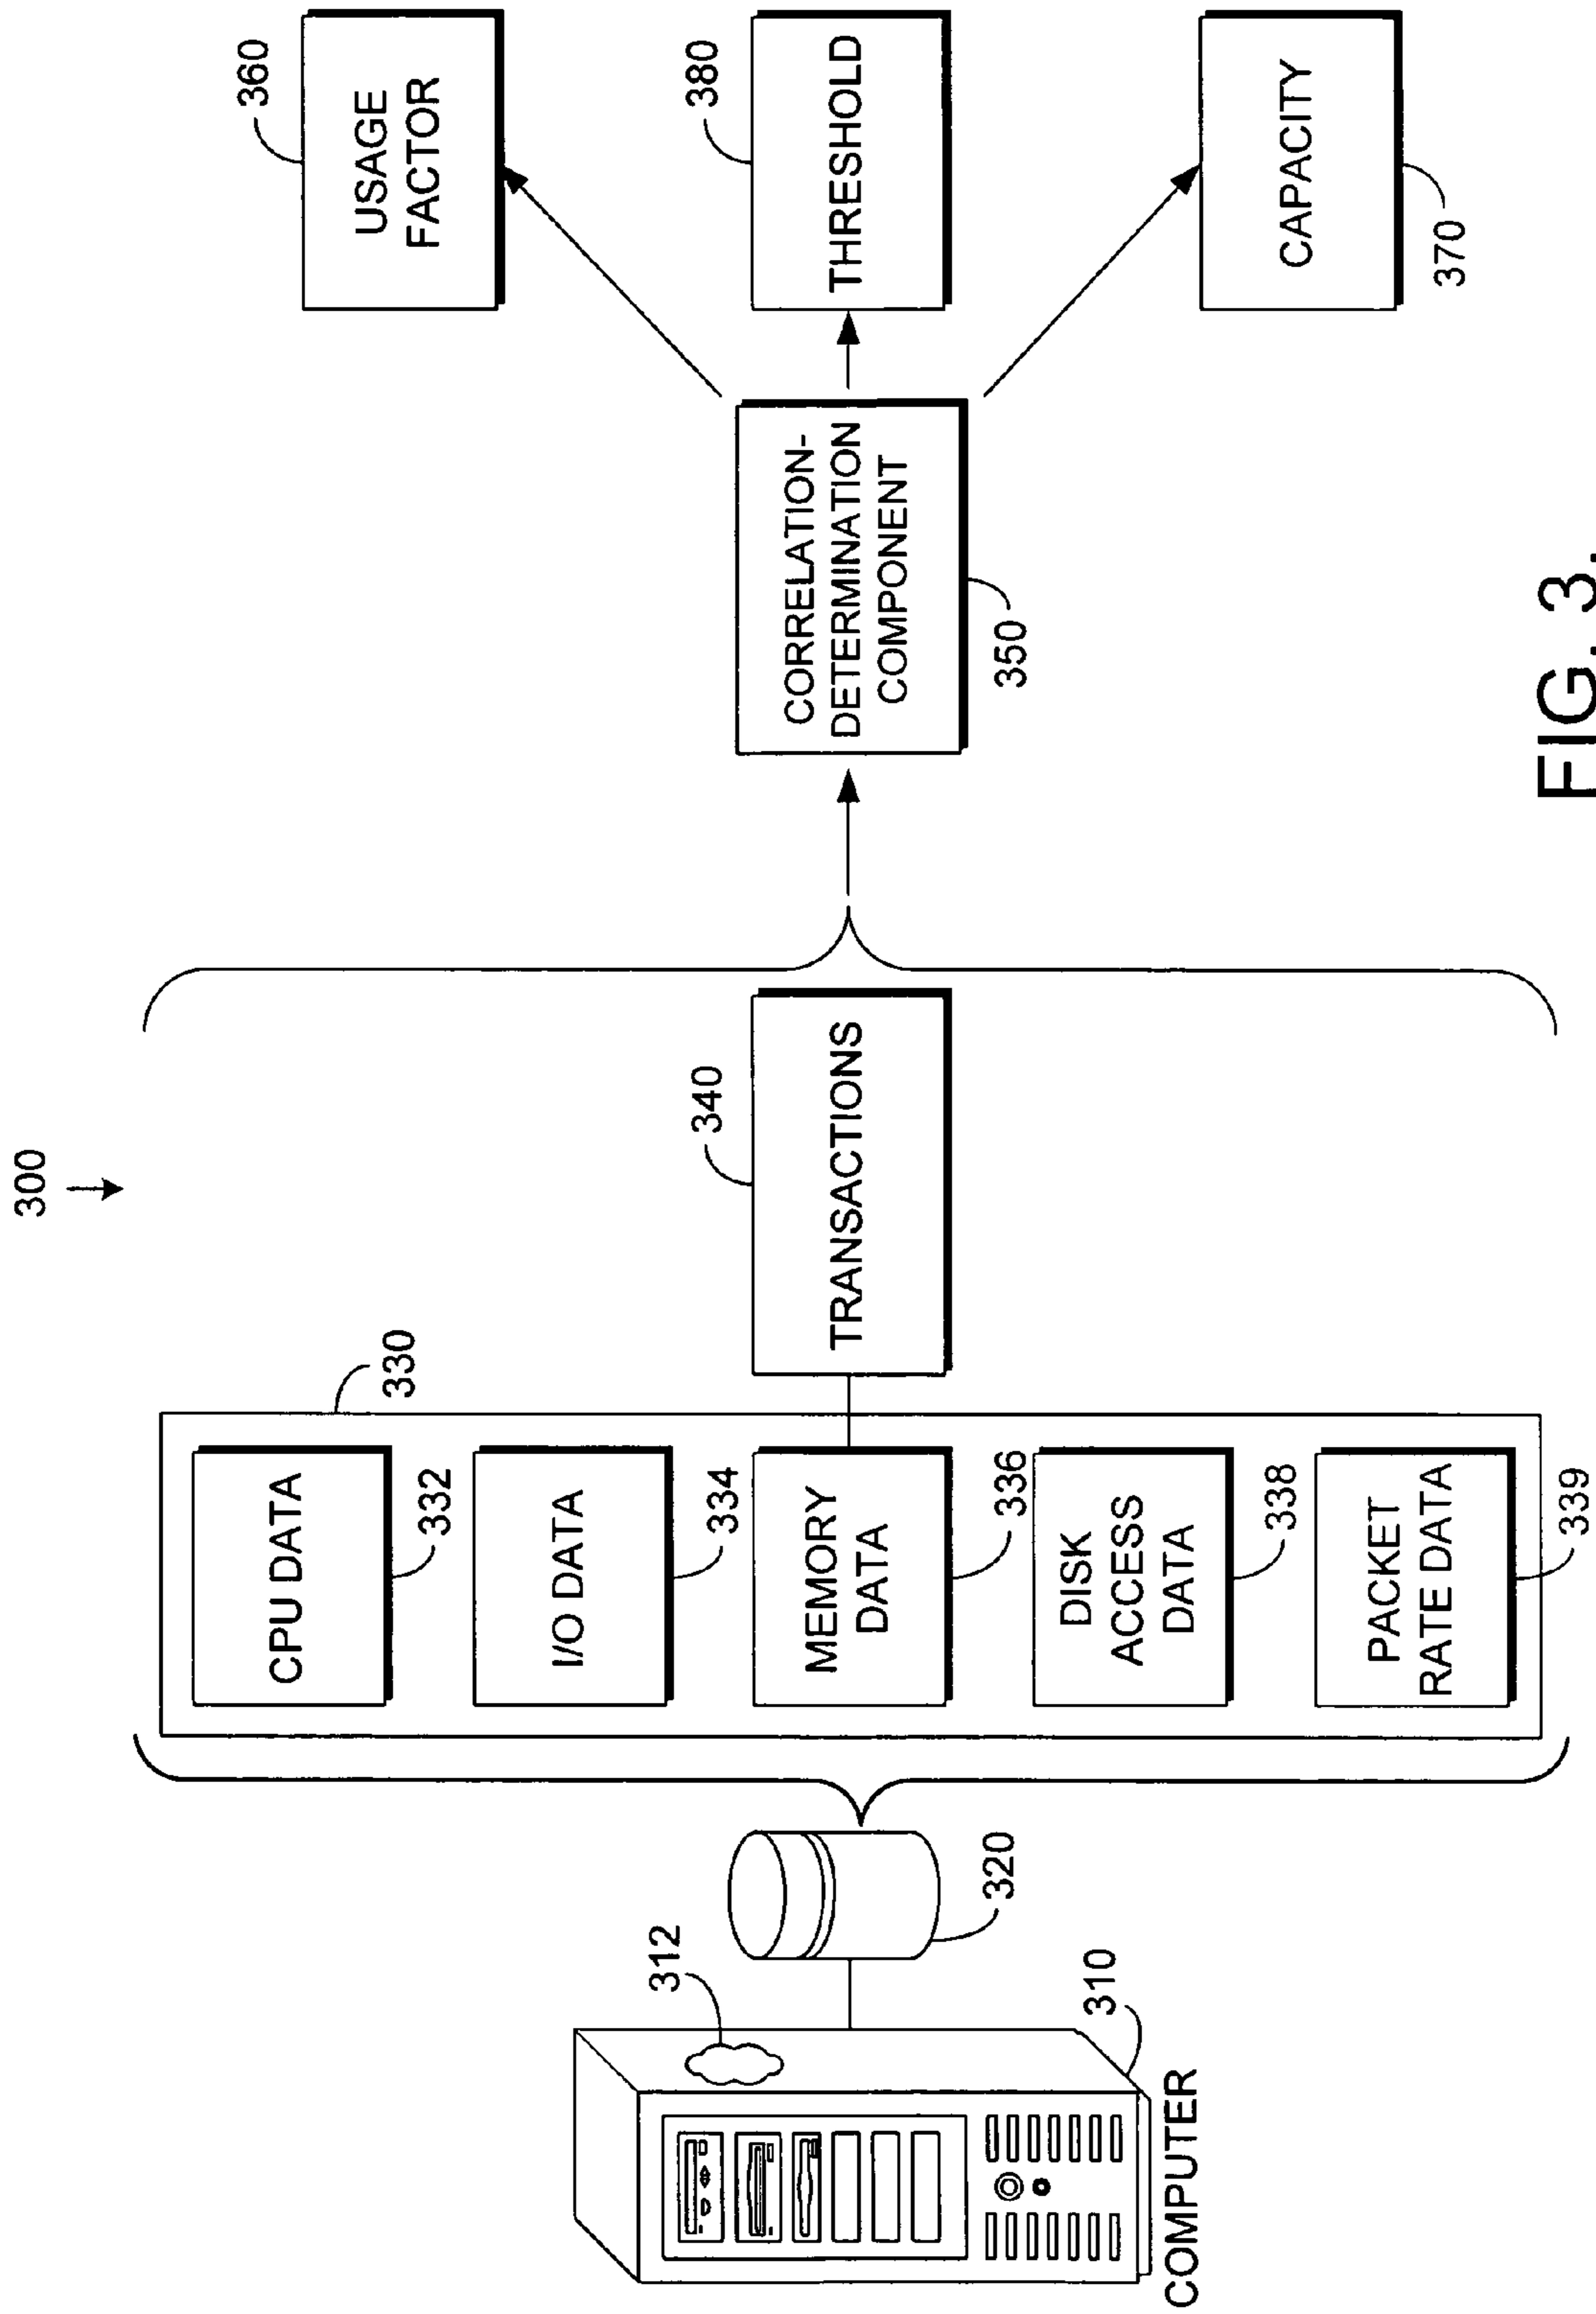 300
COMPUTER
310
312
320
330
CPU DATA
332
I/O DATA
334
MEMORY
DATA
336
DISK
ACCESS
DATA
338
PACKET
RATE DATA
339
340
TRANSACTIONS
CORRELATION-
DETERMINATION
COMPONENT
350
360
USAGE
FACTOR
380
THRESHOLD
CAPACITY
370
FIG. 3.